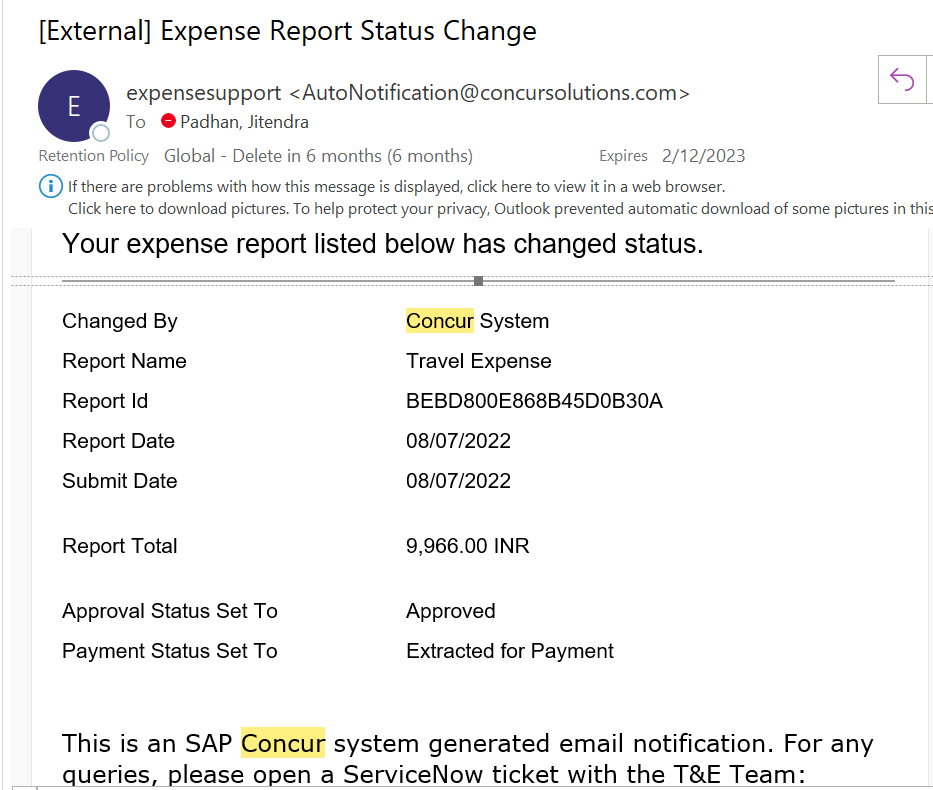 [External] Expense Report Status Change
E
expensesupport <AutoNotification@concursolutions.com>
To Padhan, Jitendra
Retention Policy Global - Delete in 6 months (6 months) Expires 2/12/2023
If there are problems with how this message is displayed, click here to view it in a web browser.
Click here to download pictures. To help protect your privacy, Outlook prevented automatic download of some pictures in this
Your expense report listed below has changed status.
Changed By Concur System
Report Name Travel Expense
Report Id BEBD800E868B45D0B30A
Report Date 08/07/2022
Submit Date 08/07/2022
Report Total 9,966.00 INR
Approval Status Set To Approved
Payment Status Set To Extracted for Payment
This is an SAP Concur system generated email notification. For any
queries, please open a ServiceNow ticket with the T&E Team: